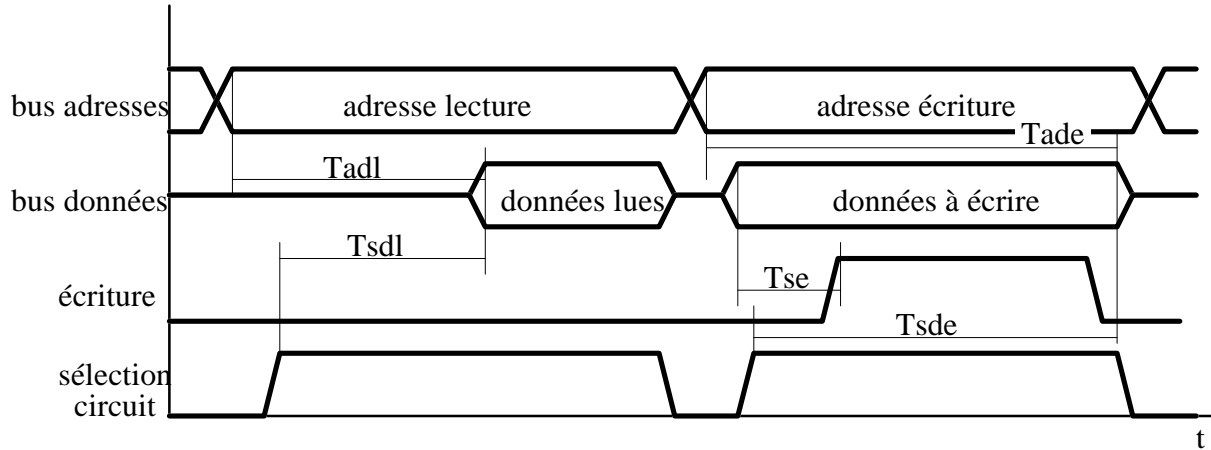 bus adresses
adresse lecture
adresse écriture
Tade
Tadl
bus données
données lues
données à écrire
Tsdl
Tse
écriture
Tsde
sélection
circuit
t